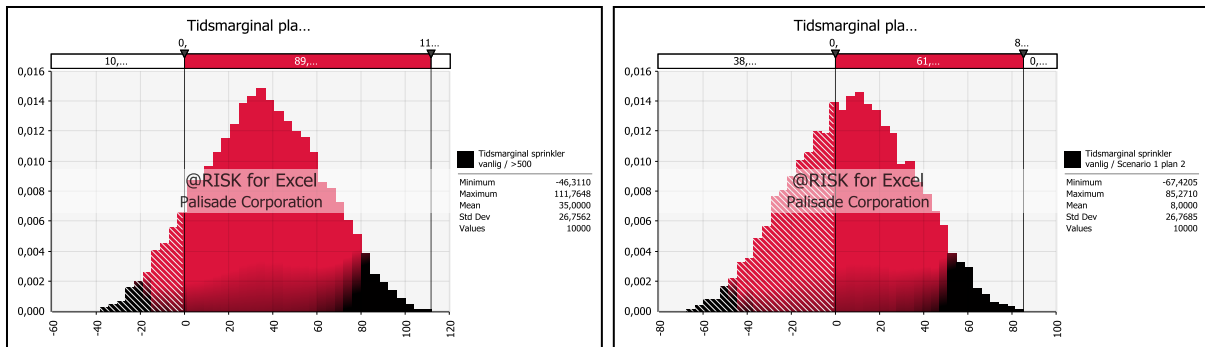 Tidsmarginal pla...
0,
11...
10,...
89,...
0,016
0,014
0,012
0,010
0,008
0,006
0,004
0,002
0,000
-60
-40
-20
0
20
40
60
80
100
120
@RISK for Excel
Palisade Corporation
Tidsmarginal sprinkler
vanlig / >500
Minimum -46,3110
Maximum 111,7648
Mean 35,0000
Std Dev 26,7562
Values 10000
Tidsmarginal pla...
0,
8...
38,...
61,...
0,...
0,016
0,014
0,012
0,010
0,008
0,006
0,004
0,002
0,000
-80
-60
-40
-20
0
20
40
60
80
100
@RISK for Excel
Palisade Corporation
Tidsmarginal sprinkler
vanlig / Scenario 1 plan 2
Minimum -67,4205
Maximum 85,2710
Mean 8,0000
Std Dev 26,7685
Values 10000